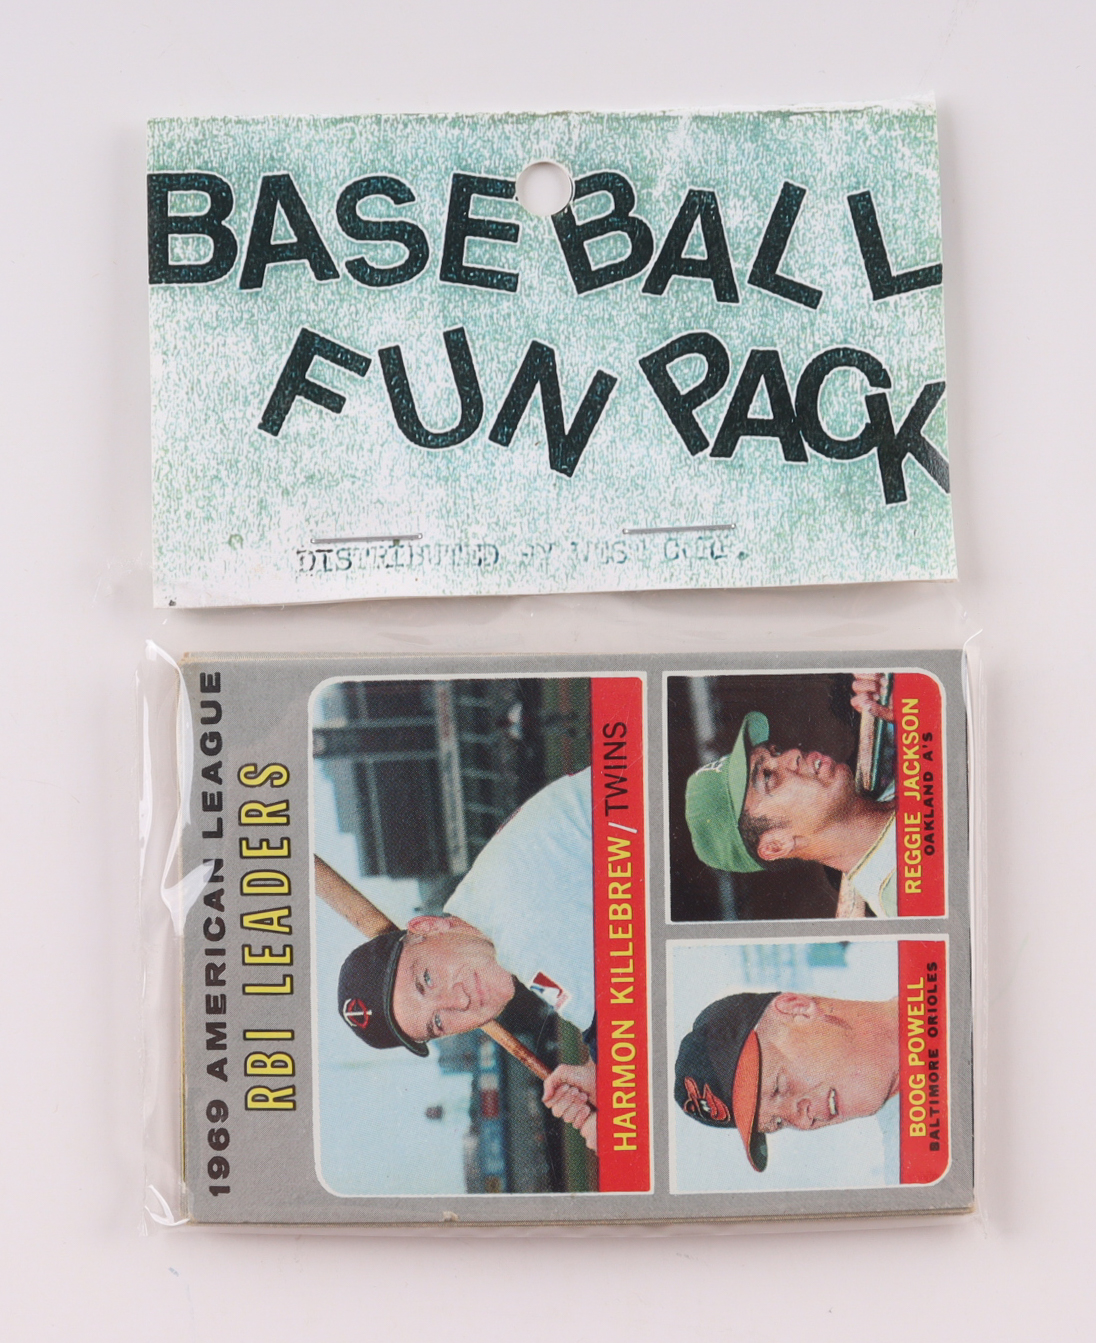 BASEBALL
FUN PACK
DISTRIBUTED BY
1969 AMERICAN LEAGUE
RBI LEADERS
HARMON KILLEBREW/TWINS
REGGIE JACKSON
OAKLAND A'S
BOOG POWELL
BALTIMORE ORIOLES